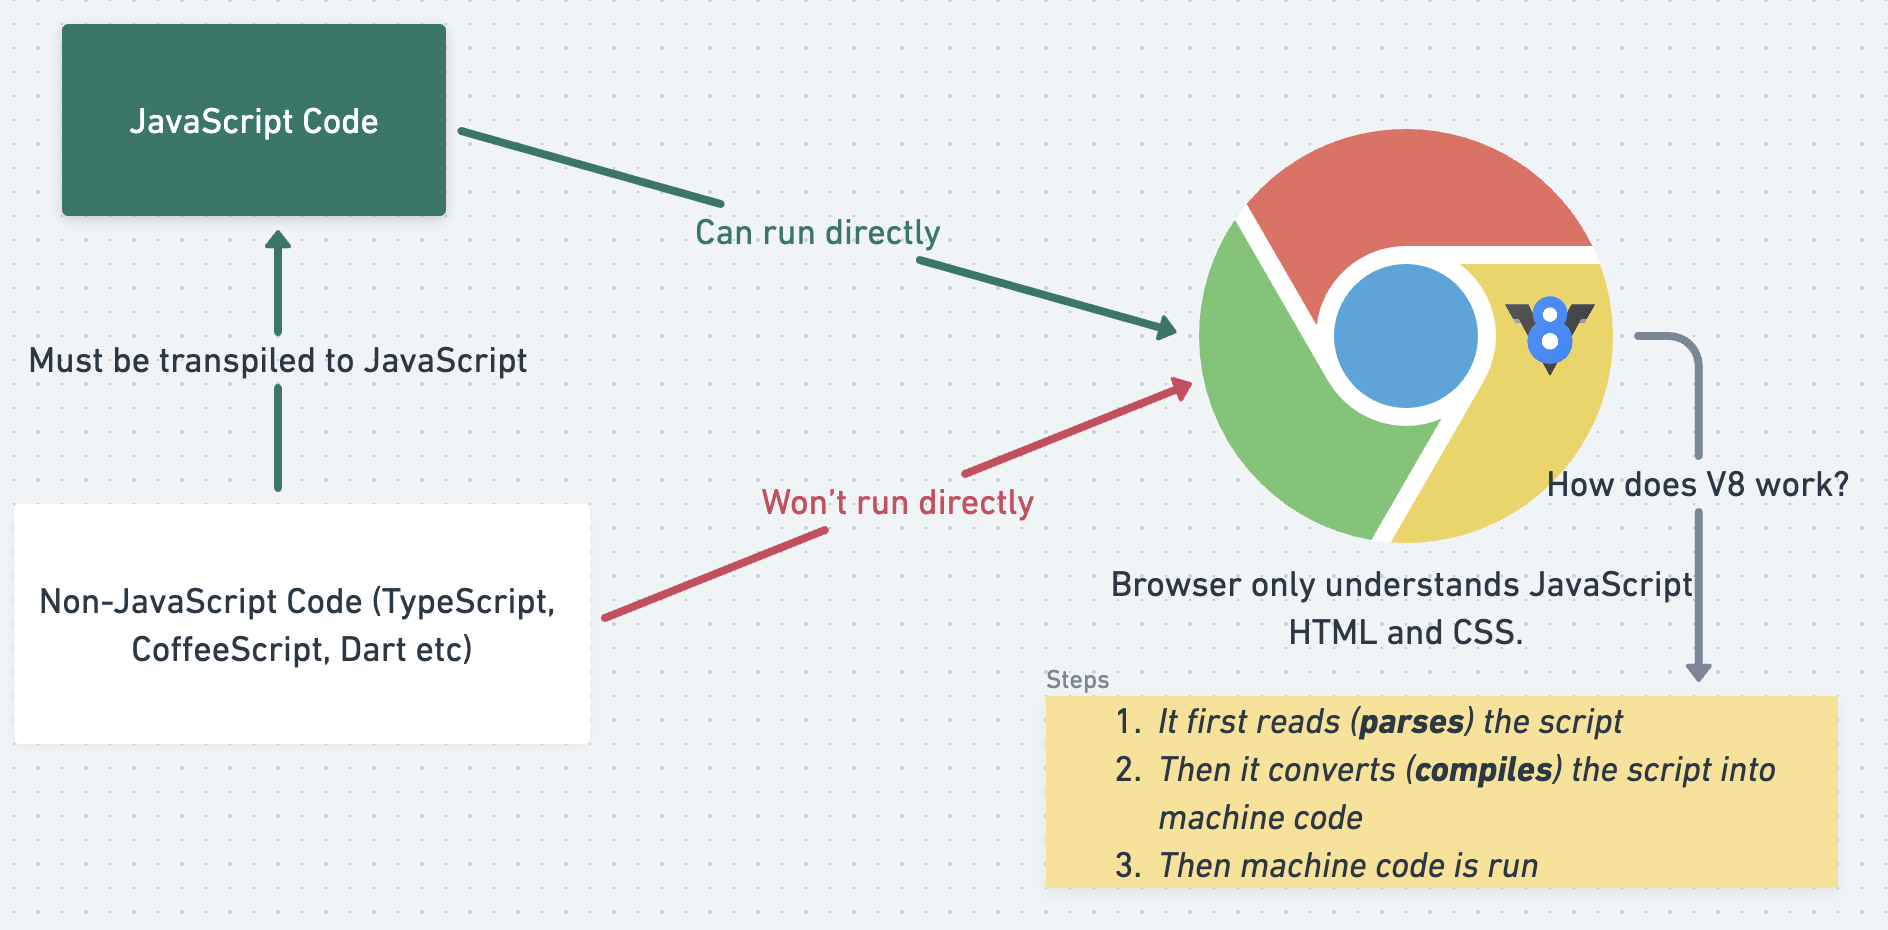 JavaScript Code
Can run directly
Must be transpiled to JavaScript
8
How does V8 work?
Won't run directly
Non-JavaScript Code (TypeScript,
CoffeeScript, Dart etc)
Browser only understands JavaScript
HTML and CSS.
Steps
1. It first reads (parses) the script
2. Then it converts (compiles) the script into
machine code
3. Then machine code is run